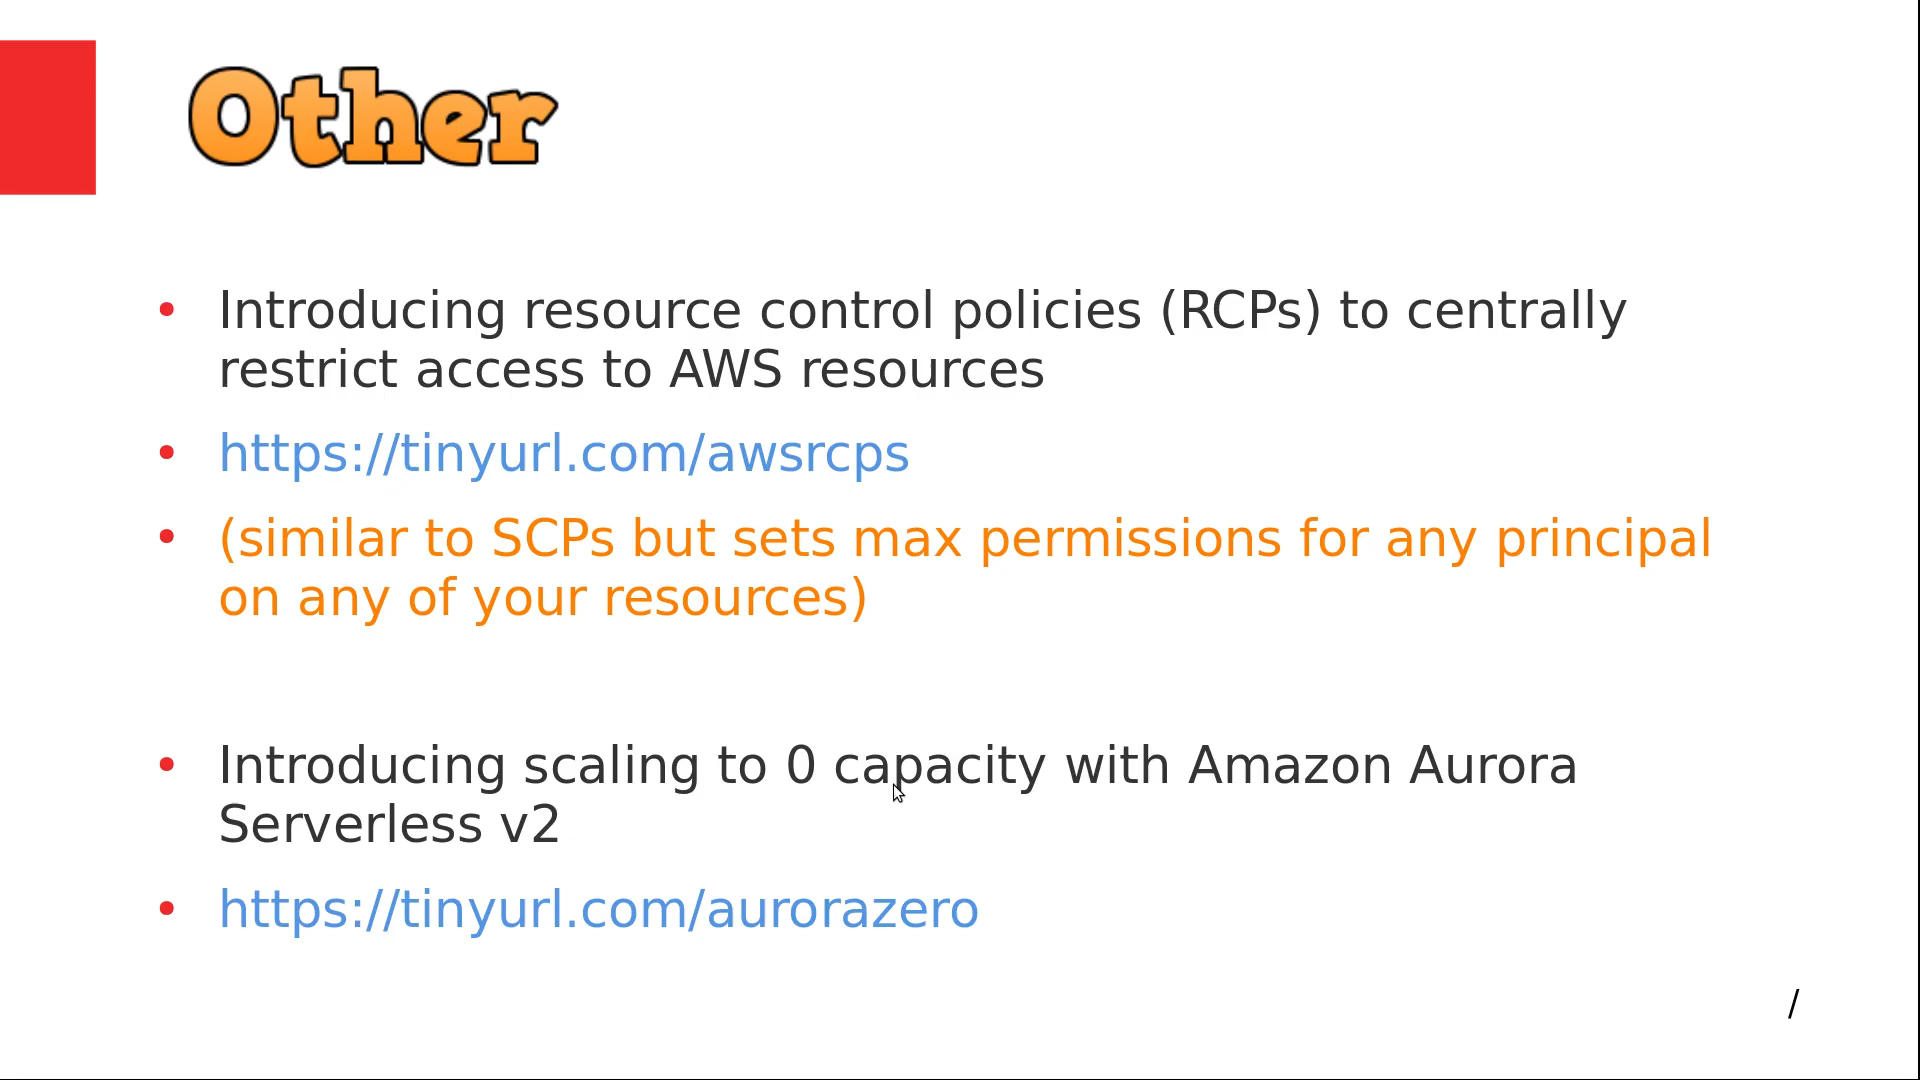 Other
• Introducing resource control policies (RCPs) to centrally
restrict access to AWS resources
• https://tinyurl.com/awsrcps
• (similar to SCPs but sets max permissions for any principal
on any of your resources)
• Introducing scaling to 0 capacity with Amazon Aurora
Serverless v2
• https://tinyurl.com/aurorazero
/